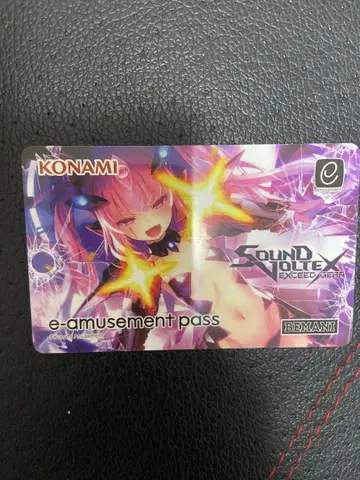 KONAMI
e
SOUND
VOLTEX
EXCEED GEAR
e-amusement pass
BEMANI